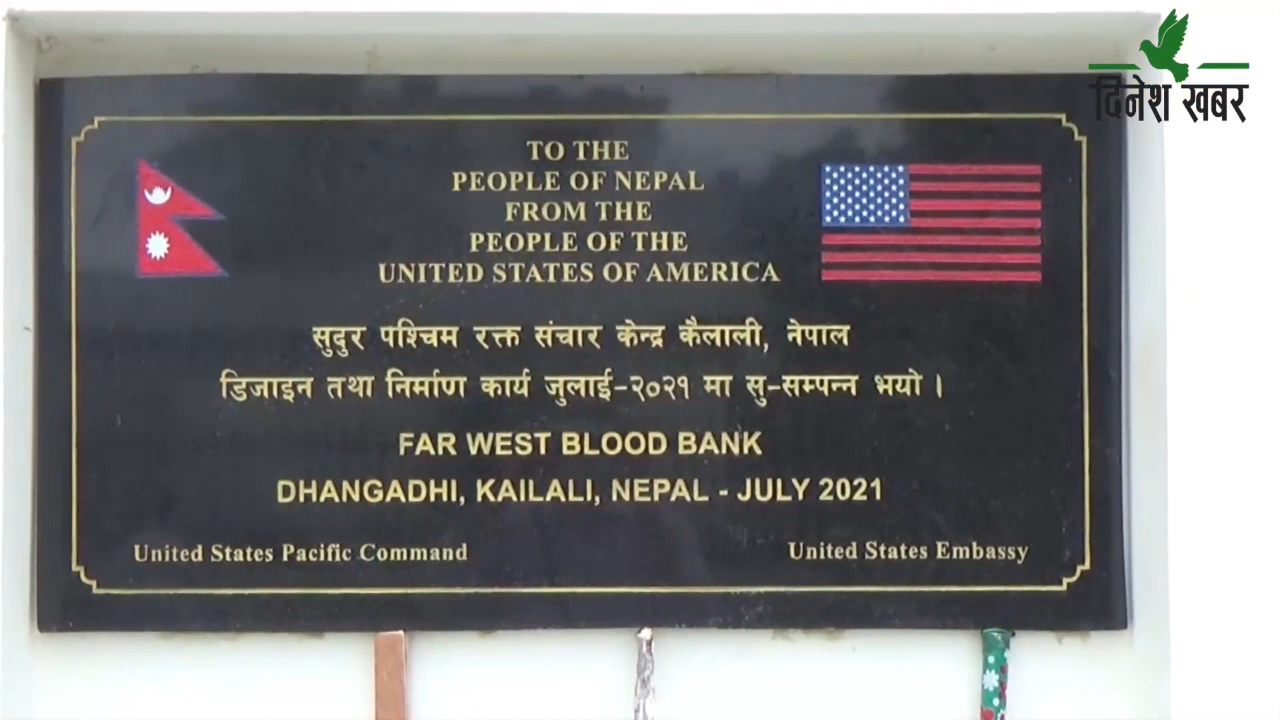 दिनेश खबर
TO THE
PEOPLE OF NEPAL
FROM THE
PEOPLE OF THE
UNITED STATES OF AMERICA
सुदुर पश्चिम रक्त संचार केन्द्र कैलाली, नेपाल
डिजाइन तथा निर्माण कार्य जुलाई-२०२१ मा सु-सम्पन्न भयो ।
FAR WEST BLOOD BANK
DHANGADHI, KAILALI, NEPAL - JULY 2021
United States Pacific Command
United States Embassy